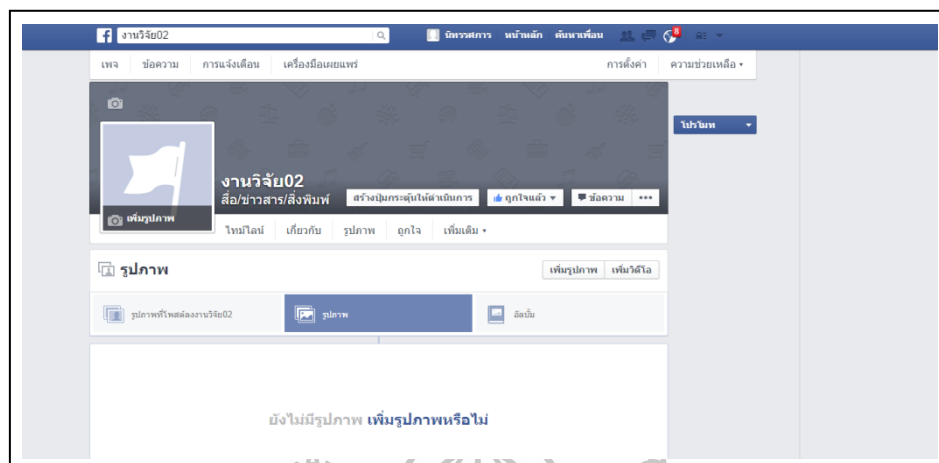 งานวิจัย02
นิทรรศการ หน้าหลัก ค้นหาเพื่อน 8
เพจ ข้อความ การแจ้งเตือน เครื่องมือเผยแพร่ การตั้งค่า ความช่วยเหลือ
โปรโมท
งานวิจัย02
สื่อ/ข่าวสาร/สิ่งพิมพ์ สร้างปุ่มกระตุ้นให้ดำเนินการ ถูกใจแล้ว ข้อความ
เพิ่มรูปภาพ
ไทม์ไลน์ เกี่ยวกับ รูปภาพ ถูกใจ เพิ่มเติม
รูปภาพ เพิ่มรูปภาพ เพิ่มวิดีโอ
รูปภาพที่โพสต์ลงงานวิจัย02 รูปภาพ อัลบั้ม
ยังไม่มีรูปภาพ เพิ่มรูปภาพหรือไม่